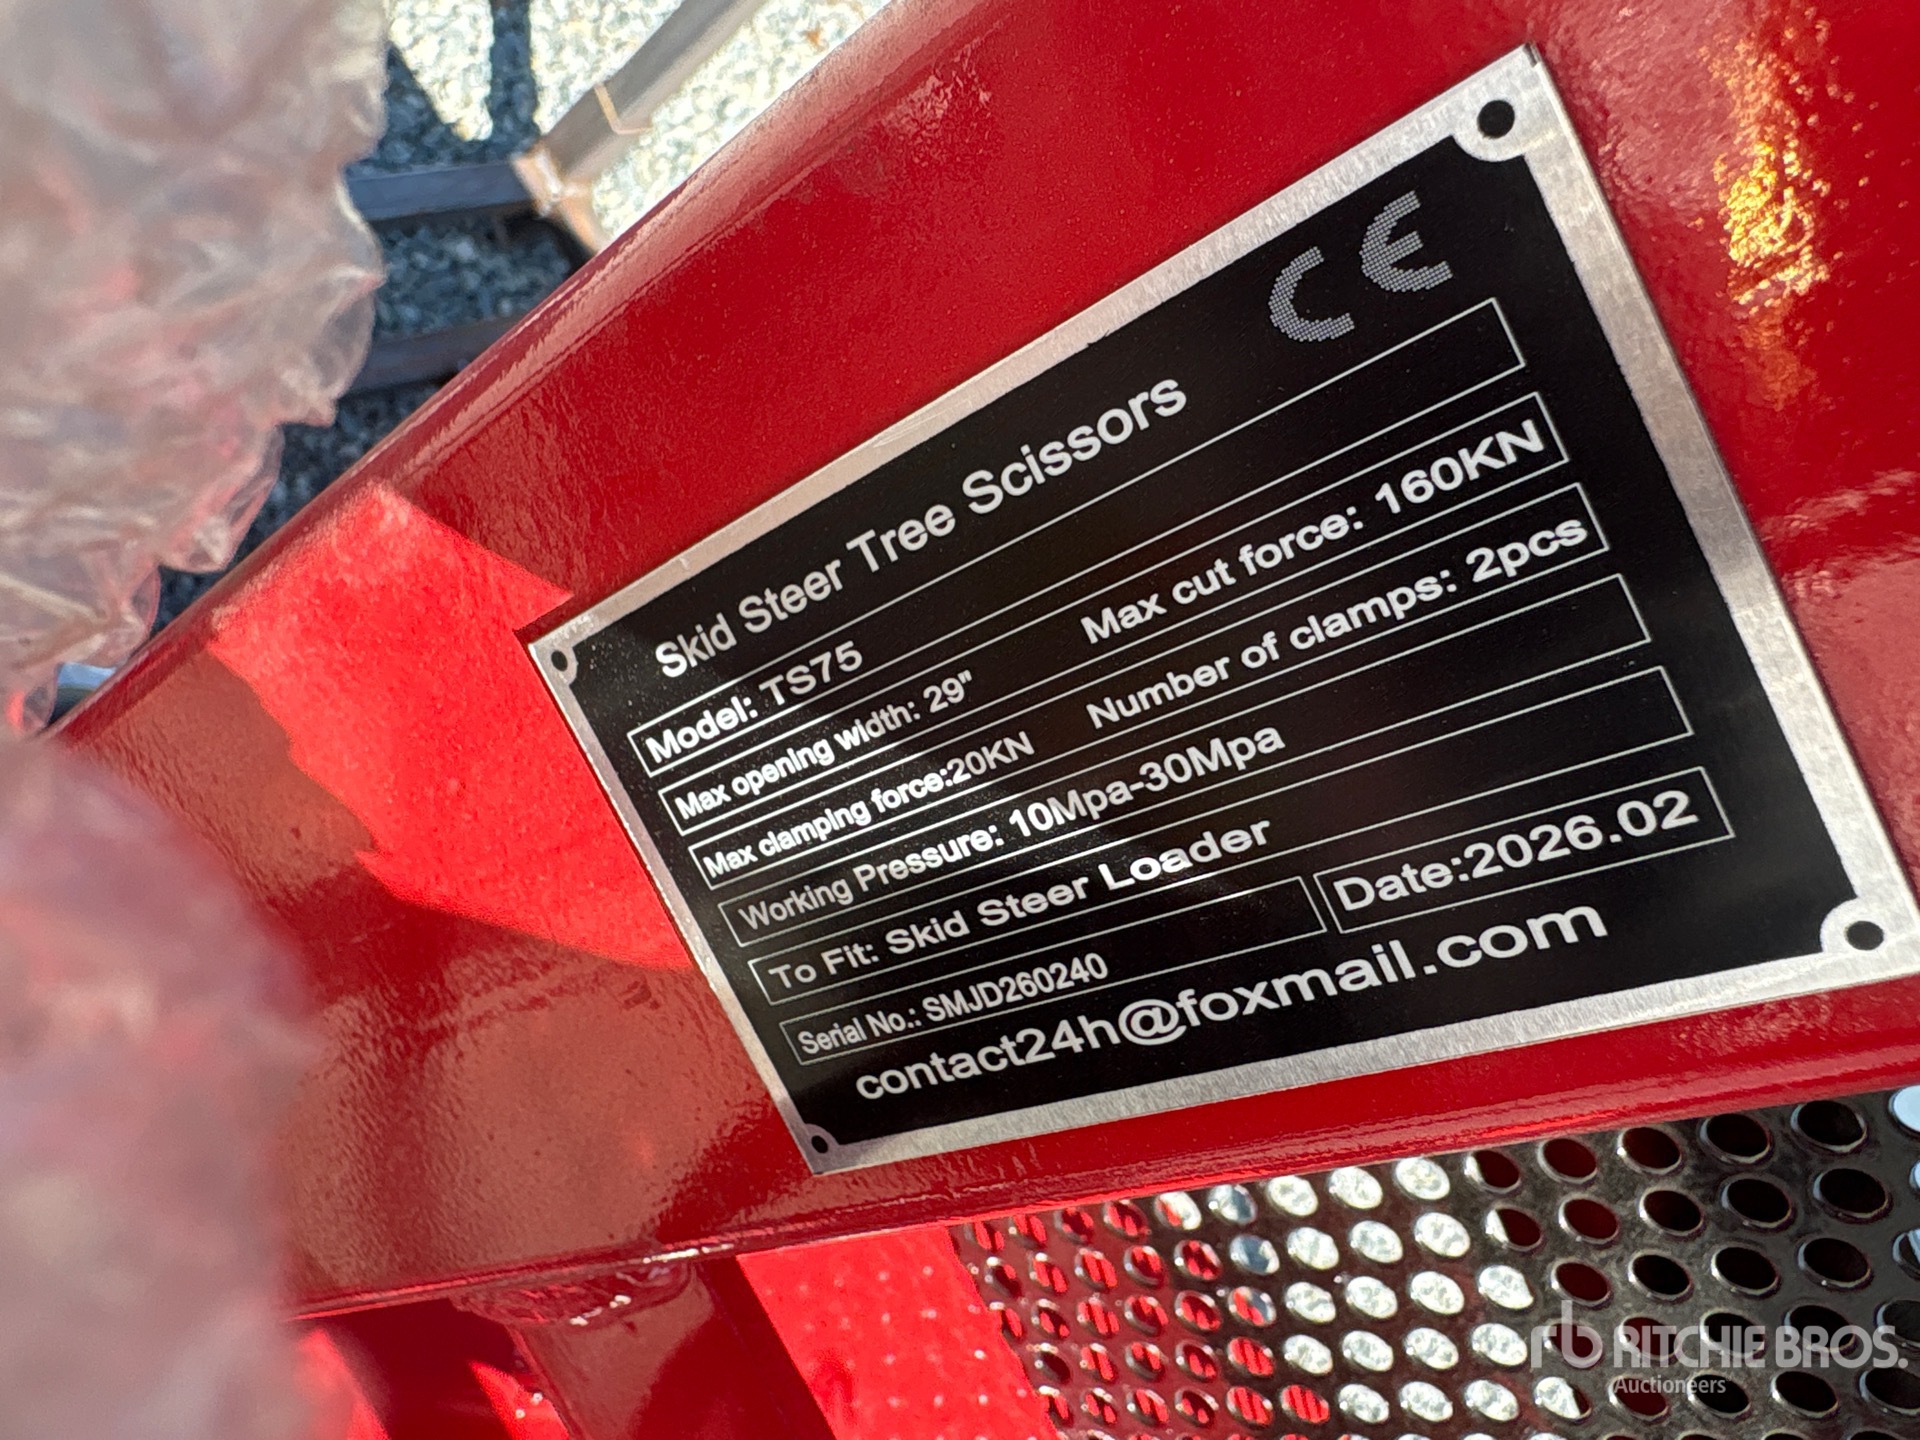 CE
Skid Steer Tree Scissors
Model: TS75
Max opening width: 29" Max cut force: 160KN
Max clamping force:20KN Number of clamps: 2pcs
Working Pressure: 10Mpa-30Mpa
To Fit: Skid Steer Loader
Serial No.: SMJD260240 Date:2026.02
contact24h@foxmail.com
rb RITCHIE BROS.
Auctioneers